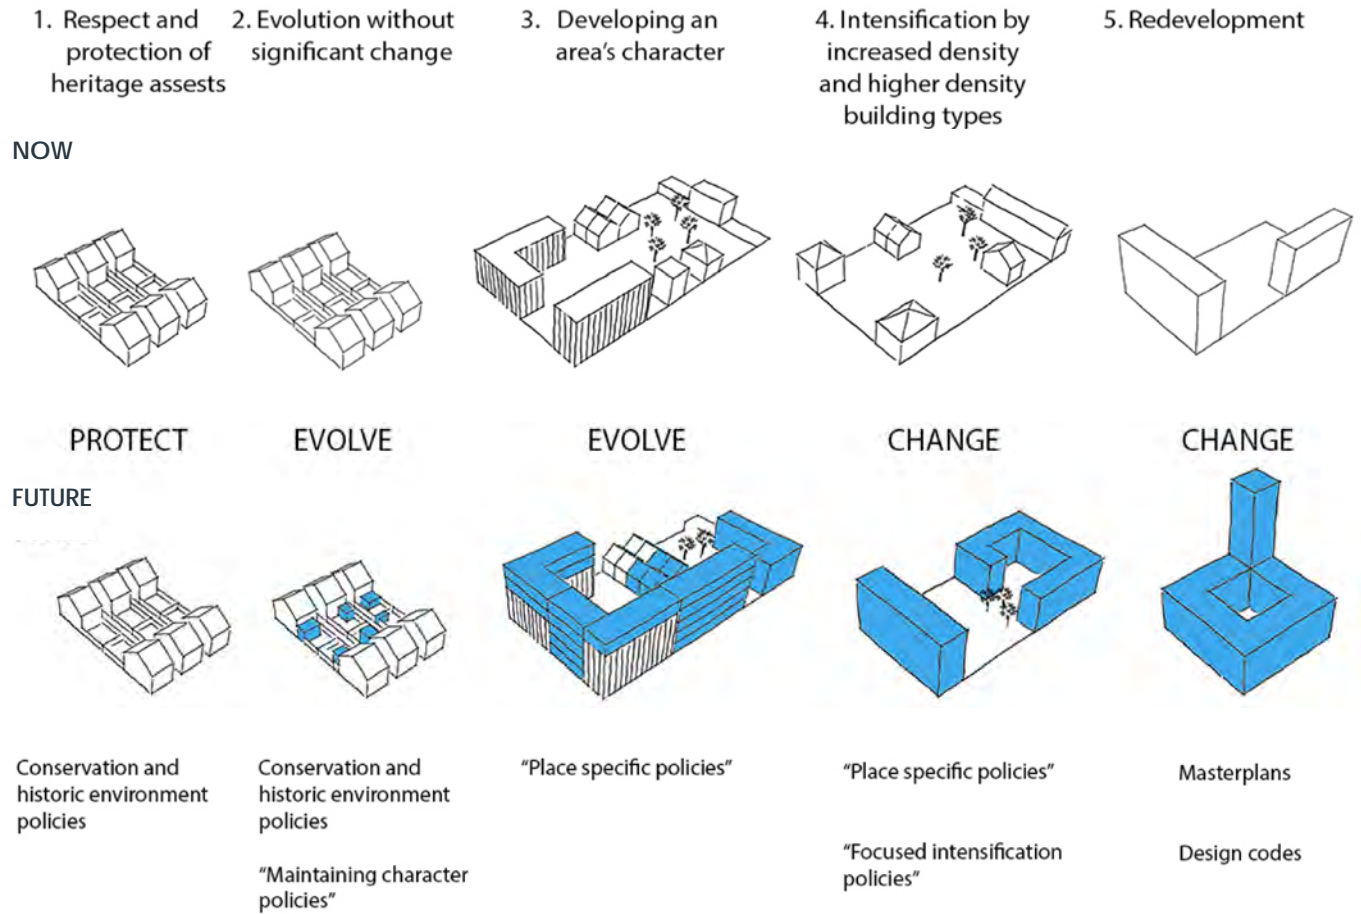 1. Respect and
protection of
heritage assests
2. Evolution without
significant change
3. Developing an
area's character
4. Intensification by
increased density
and higher density
building types
5. Redevelopment
NOW
PROTECT
EVOLVE
EVOLVE
CHANGE
CHANGE
FUTURE
Conservation and
historic environment
policies
Conservation and
historic environment
policies
“Maintaining character
policies”
“Place specific policies”
“Place specific policies”
“Focused intensification
policies”
Masterplans
Design codes